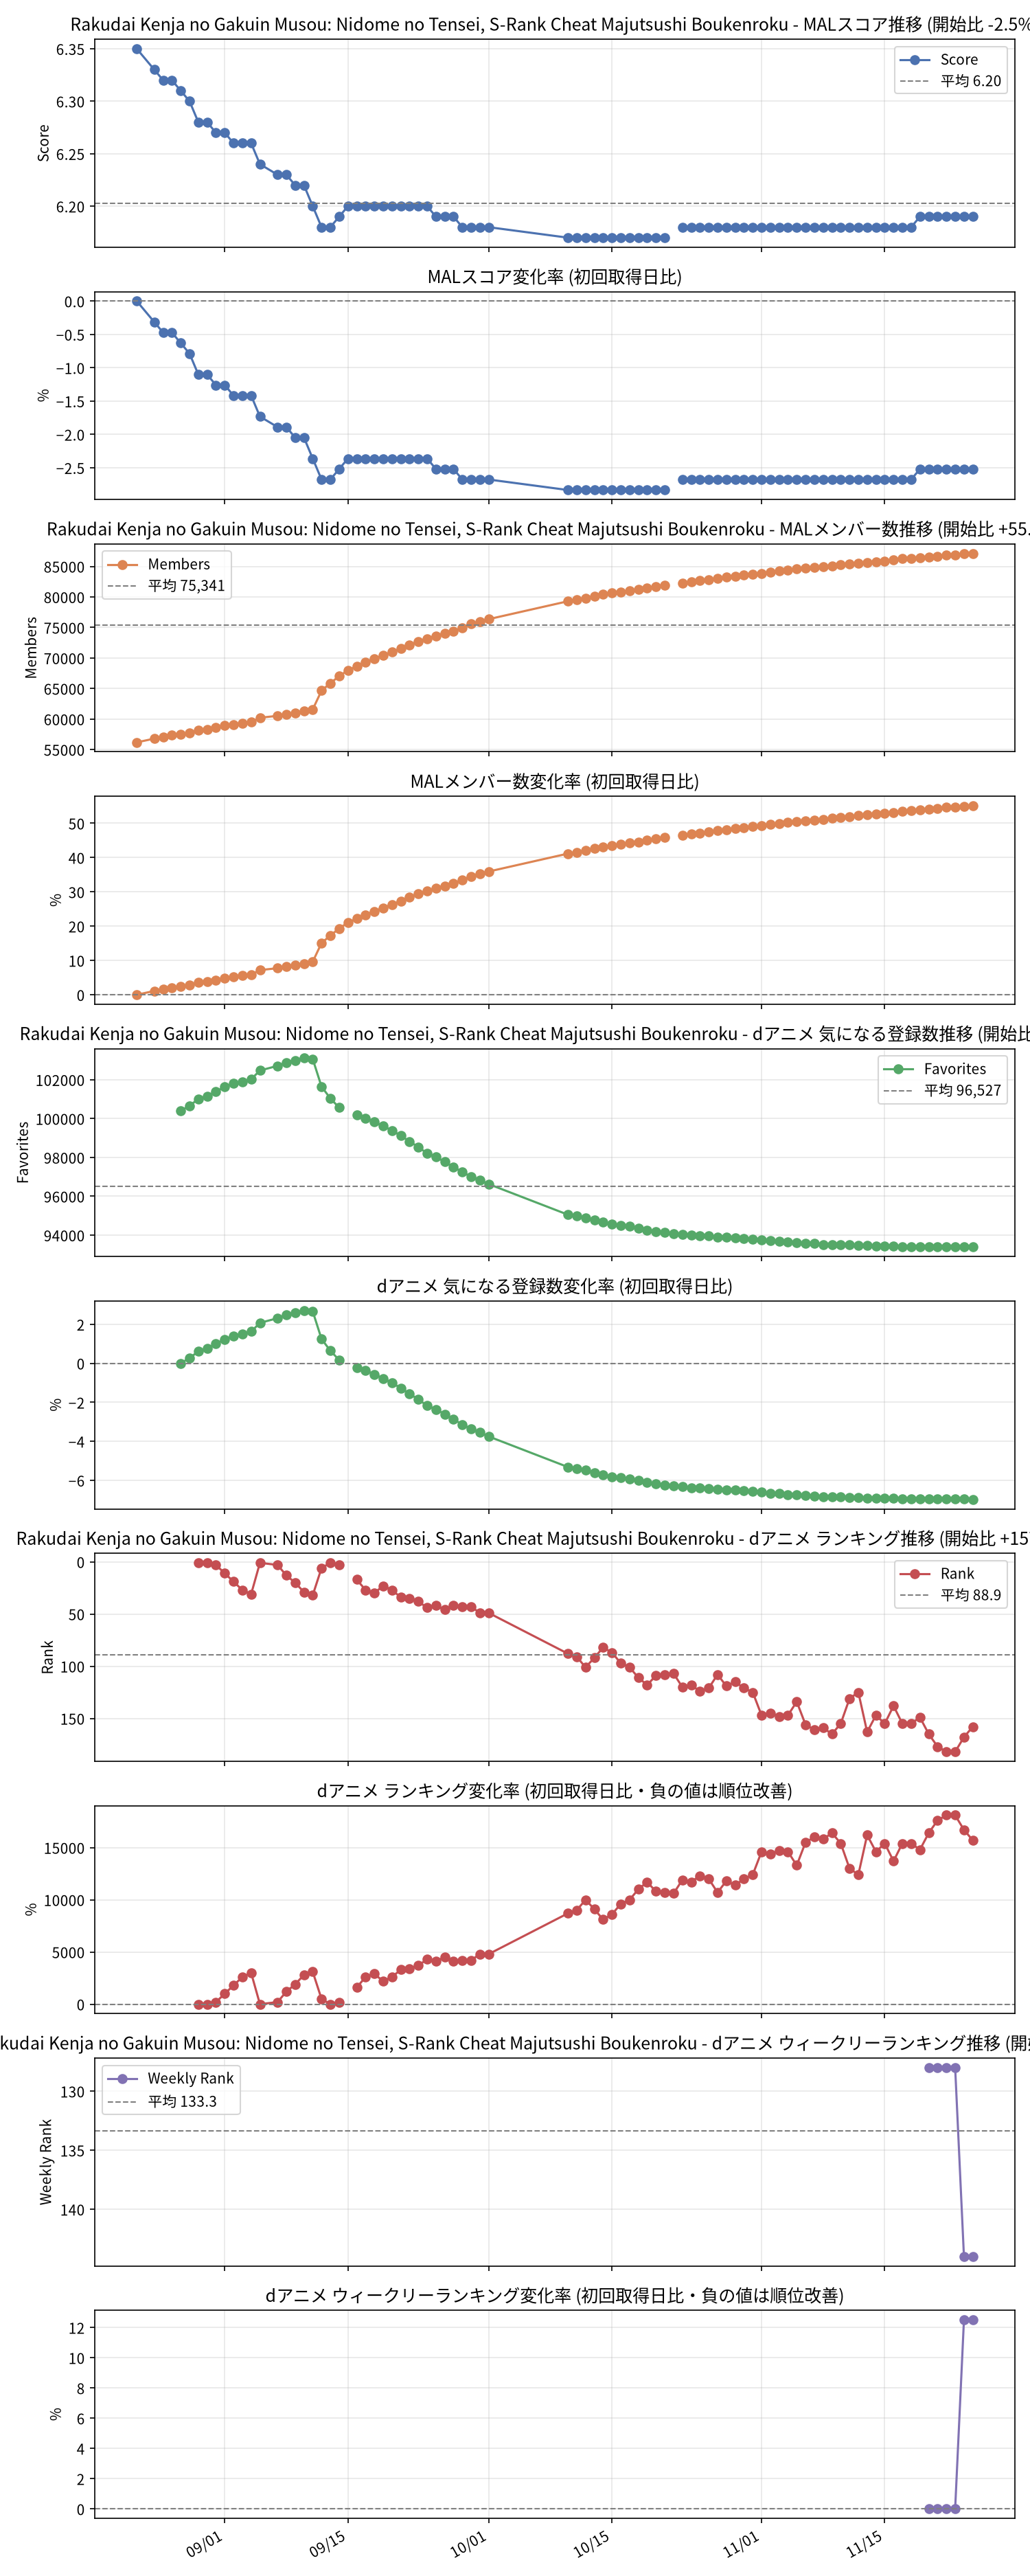 Rakudai Kenja no Gakuin Musou: Nidome no Tensei, S-Rank Cheat Majutsushi Boukenroku - MALスコア推移 (開始比 -2.5%
Score
平均 6.20
6.35
6.30
6.25
6.20
Score
MALスコア変化率 (初回取得日比)
0.0
−0.5
−1.0
−1.5
−2.0
−2.5
%
Rakudai Kenja no Gakuin Musou: Nidome no Tensei, S-Rank Cheat Majutsushi Boukenroku - MALメンバー数推移 (開始比 +55.
Members
平均 75,341
85000
80000
75000
70000
65000
60000
55000
Members
MALメンバー数変化率 (初回取得日比)
50
40
30
20
10
0
%
Rakudai Kenja no Gakuin Musou: Nidome no Tensei, S-Rank Cheat Majutsushi Boukenroku - dアニメ 気になる登録数推移 (開始比
Favorites
平均 96,527
102000
100000
98000
96000
94000
Favorites
dアニメ 気になる登録数変化率 (初回取得日比)
2
0
−2
−4
−6
%
Rakudai Kenja no Gakuin Musou: Nidome no Tensei, S-Rank Cheat Majutsushi Boukenroku - dアニメ ランキング推移 (開始比 +15
Rank
平均 88.9
0
50
100
150
Rank
dアニメ ランキング変化率 (初回取得日比・負の値は順位改善)
15000
10000
5000
0
%
kudai Kenja no Gakuin Musou: Nidome no Tensei, S-Rank Cheat Majutsushi Boukenroku - dアニメ ウィークリーランキング推移 (開
Weekly Rank
平均 133.3
130
135
140
Weekly Rank
dアニメ ウィークリーランキング変化率 (初回取得日比・負の値は順位改善)
12
10
8
6
4
2
0
%
09/01
09/15
10/01
10/15
11/01
11/15